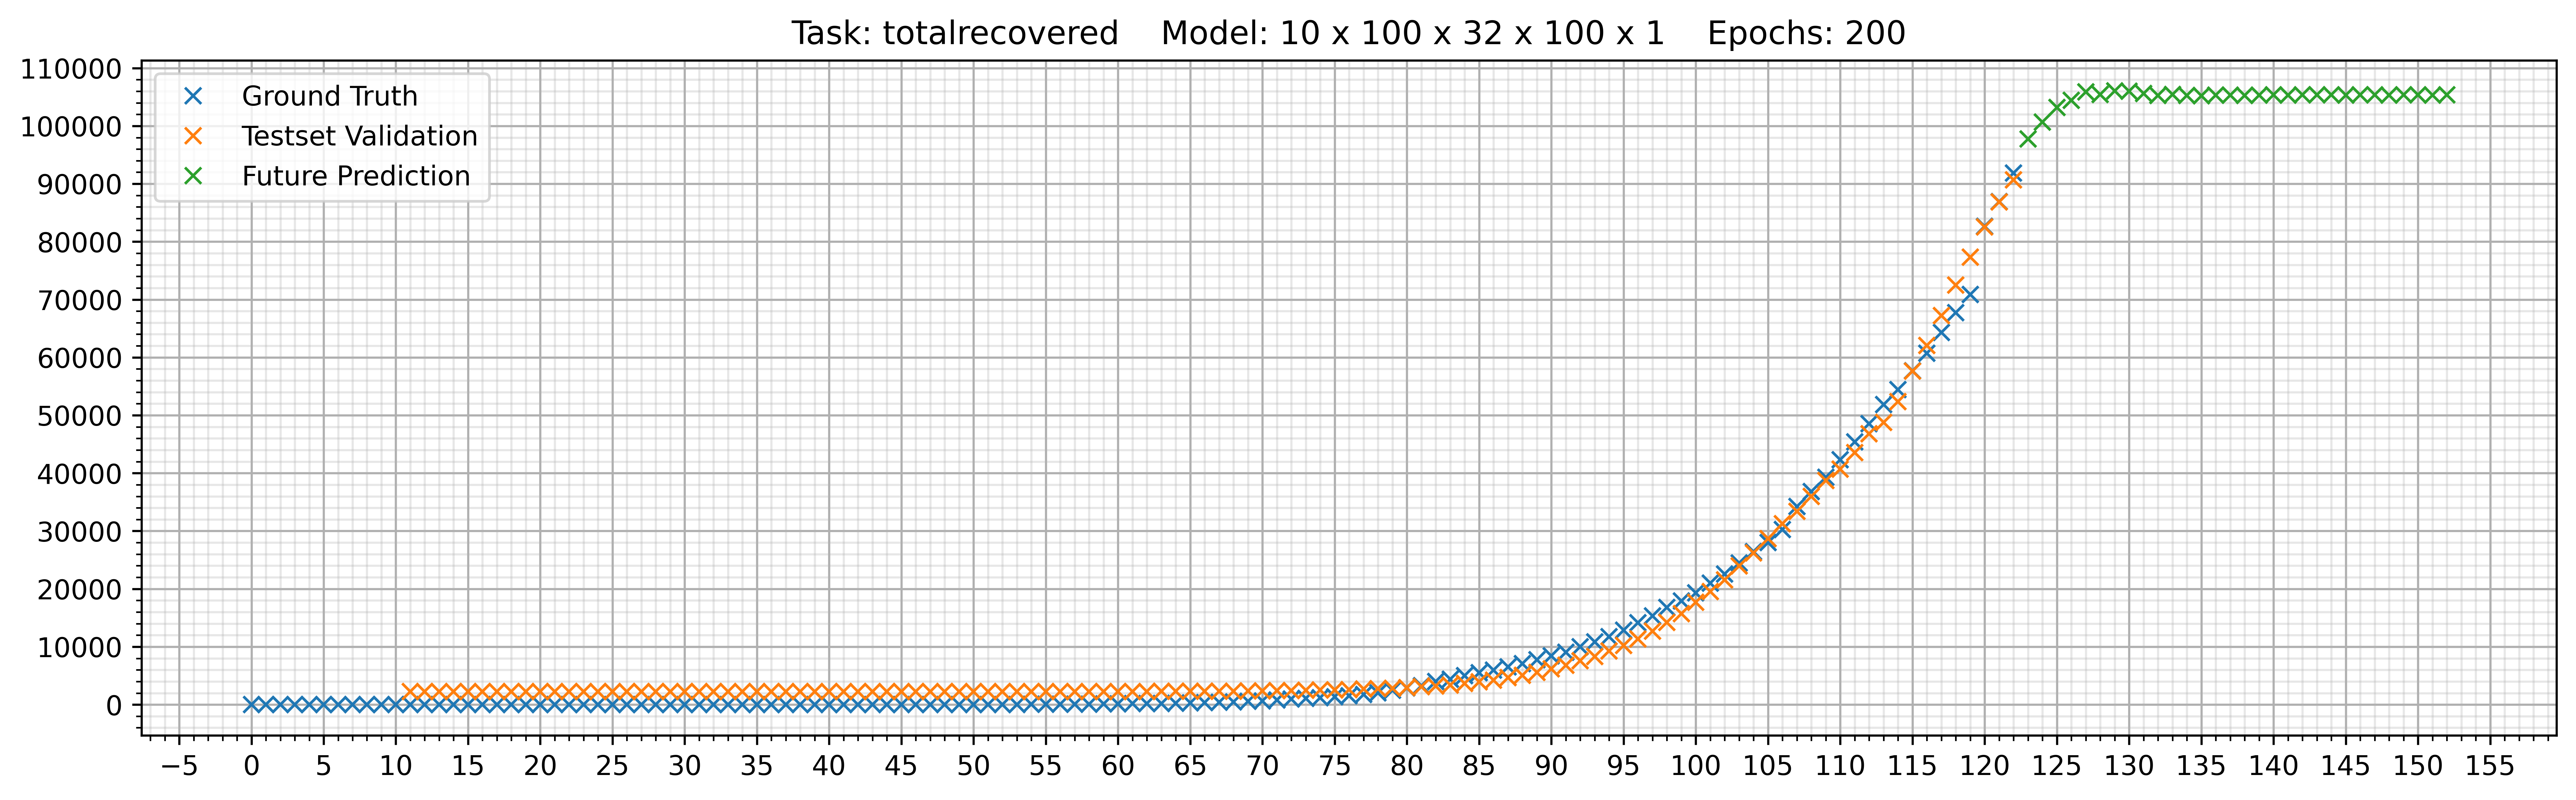 Task: totalrecovered    Model: 10 x 100 x 32 x 100 x 1    Epochs: 200
110000
100000
90000
80000
70000
60000
50000
40000
30000
20000
10000
0
Ground Truth
Testset Validation
Future Prediction
−5 0 5 10 15 20 25 30 35 40 45 50 55 60 65 70 75 80 85 90 95 100 105 110 115 120 125 130 135 140 145 150 155